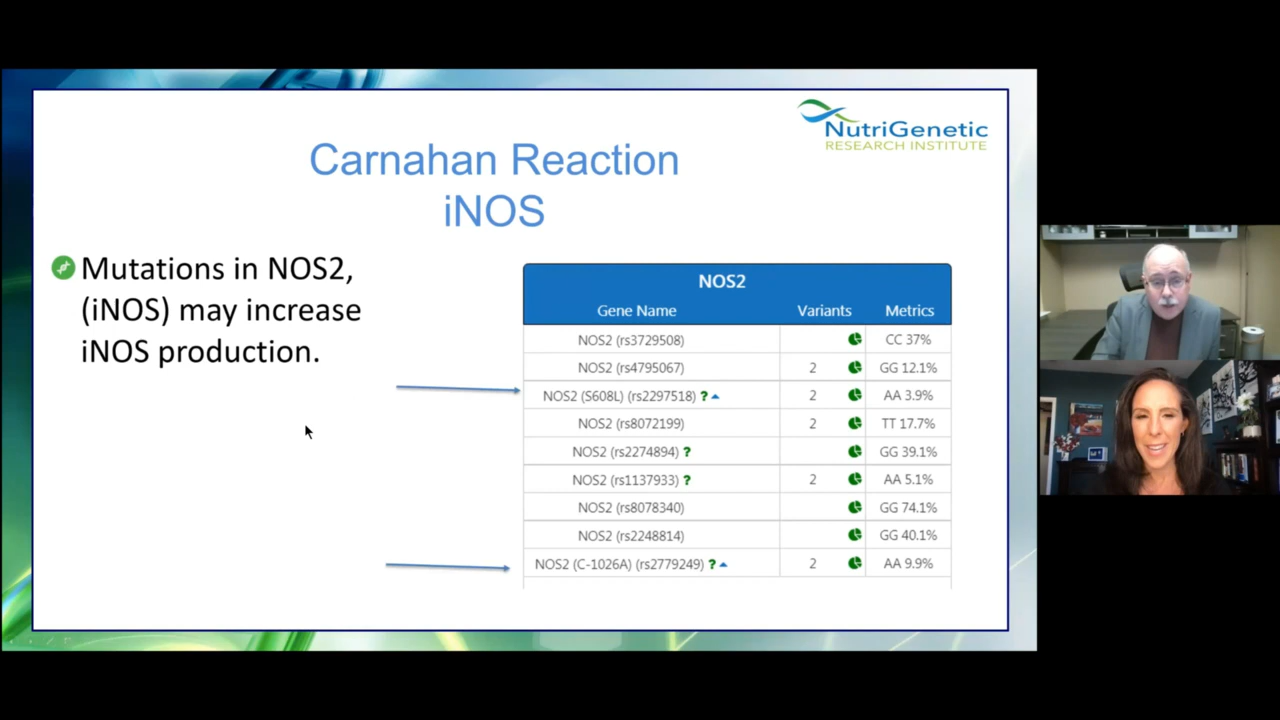 NutriGenetic
RESEARCH INSTITUTE
Carnahan Reaction
iNOS
Mutations in NOS2,
(iNOS) may increase
iNOS production.
NOS2
Gene Name Variants Metrics
NOS2 (rs3729508) CC 37%
NOS2 (rs4795067) 2 GG 12.1%
NOS2 (S608L) (rs2297518) ? 2 AA 3.9%
NOS2 (rs8072199) 2 TT 17.7%
NOS2 (rs2274894) ? GG 39.1%
NOS2 (rs1137933) ? 2 AA 5.1%
NOS2 (rs8078340) GG 74.1%
NOS2 (rs2248814) GG 40.1%
NOS2 (C-1026A) (rs2779249) ? 2 AA 9.9%